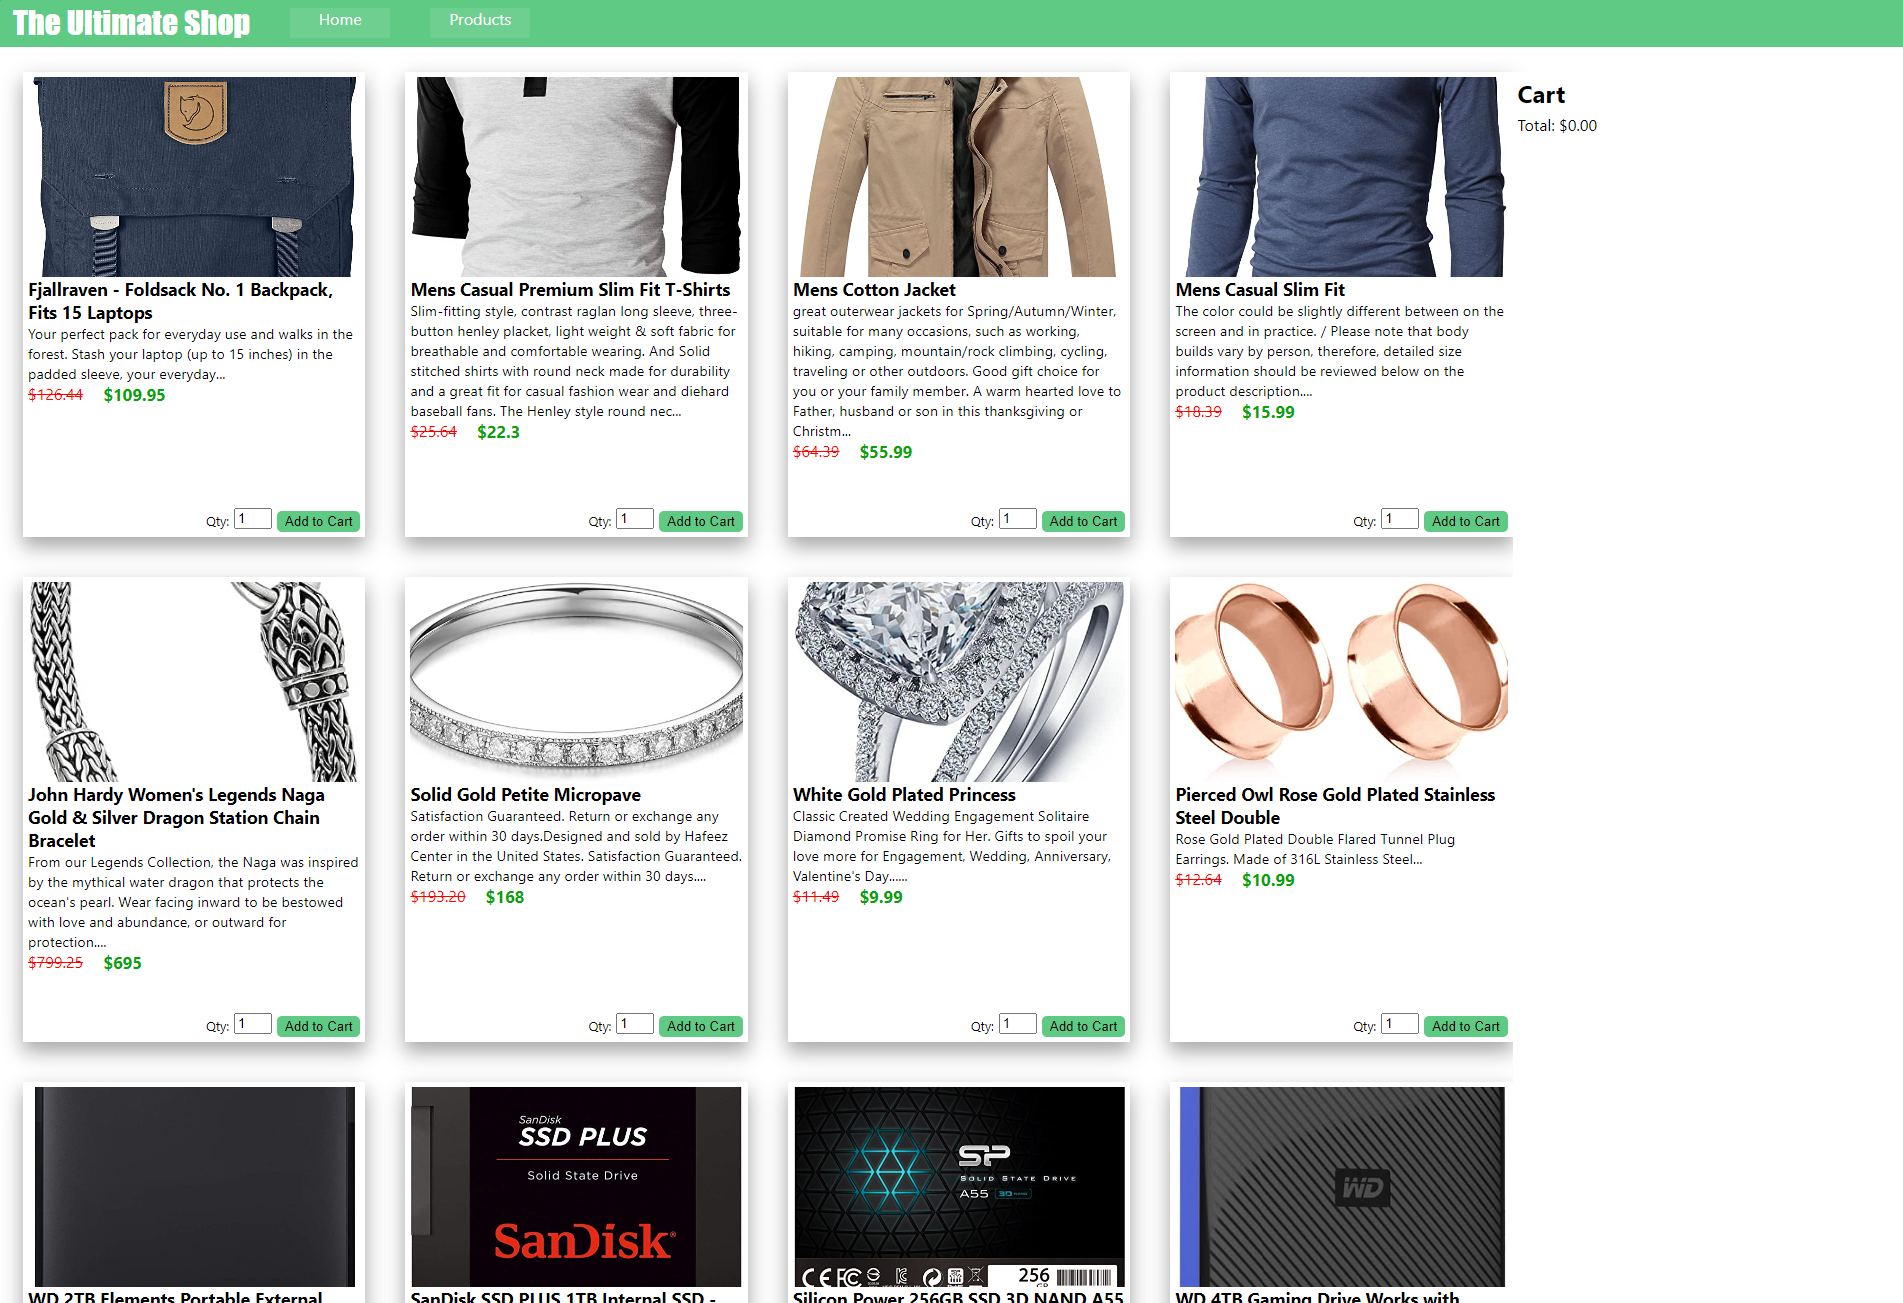 The Ultimate Shop
Home
Products
Cart
Total: $0.00
Fjallraven - Foldsack No. 1 Backpack,
Fits 15 Laptops
Your perfect pack for everyday use and walks in the
forest. Stash your laptop (up to 15 inches) in the
padded sleeve, your everyday...
$126.44 $109.95
Qty: 1 Add to Cart
Mens Casual Premium Slim Fit T-Shirts
Slim-fitting style, contrast raglan long sleeve, three-
button henley placket, light weight & soft fabric for
breathable and comfortable wearing. And Solid
stitched shirts with round neck made for durability
and a great fit for casual fashion wear and diehard
baseball fans. The Henley style round nec...
$25.64 $22.3
Qty: 1 Add to Cart
Mens Cotton Jacket
great outerwear jackets for Spring/Autumn/Winter,
suitable for many occasions, such as working,
hiking, camping, mountain/rock climbing, cycling,
traveling or other outdoors. Good gift choice for
you or your family member. A warm hearted love to
Father, husband or son in this thanksgiving or
Christm...
$64.39 $55.99
Qty: 1 Add to Cart
Mens Casual Slim Fit
The color could be slightly different between on the
screen and in practice. / Please note that body
builds vary by person, therefore, detailed size
information should be reviewed below on the
product description....
$18.39 $15.99
Qty: 1 Add to Cart
John Hardy Women's Legends Naga
Gold & Silver Dragon Station Chain
Bracelet
From our Legends Collection, the Naga was inspired
by the mythical water dragon that protects the
ocean's pearl. Wear facing inward to be bestowed
with love and abundance, or outward for
protection....
$799.25 $695
Qty: 1 Add to Cart
Solid Gold Petite Micropave
Satisfaction Guaranteed. Return or exchange any
order within 30 days.Designed and sold by Hafeez
Center in the United States. Satisfaction Guaranteed.
Return or exchange any order within 30 days....
$193.20 $168
Qty: 1 Add to Cart
White Gold Plated Princess
Classic Created Wedding Engagement Solitaire
Diamond Promise Ring for Her. Gifts to spoil your
love more for Engagement, Wedding, Anniversary,
Valentine's Day......
$11.49 $9.99
Qty: 1 Add to Cart
Pierced Owl Rose Gold Plated Stainless
Steel Double
Rose Gold Plated Double Flared Tunnel Plug
Earrings. Made of 316L Stainless Steel...
$12.64 $10.99
Qty: 1 Add to Cart
WD 2TB Elements Portable External
SanDisk
SSD PLUS
Solid State Drive
SanDisk
SanDisk SSD PLUS 1TB Internal SSD -
SP
SOLID STATE DRIVE
A55 3D NAND
CE FC
256
GB
Silicon Power 256GB SSD 3D NAND A55
WD
WD 4TB Gaming Drive Works with